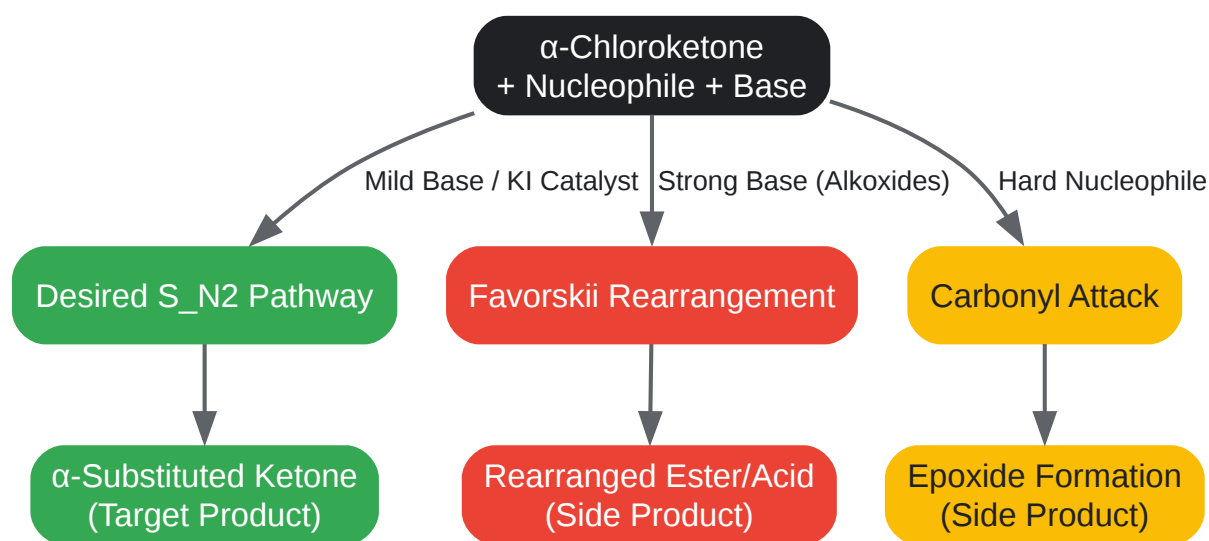 α-Chloroketone
+ Nucleophile + Base
Mild Base / KI Catalyst
Strong Base (Alkoxides)
Hard Nucleophile
Desired S_N2 Pathway
Favorskii Rearrangement
Carbonyl Attack
α-Substituted Ketone
(Target Product)
Rearranged Ester/Acid
(Side Product)
Epoxide Formation
(Side Product)